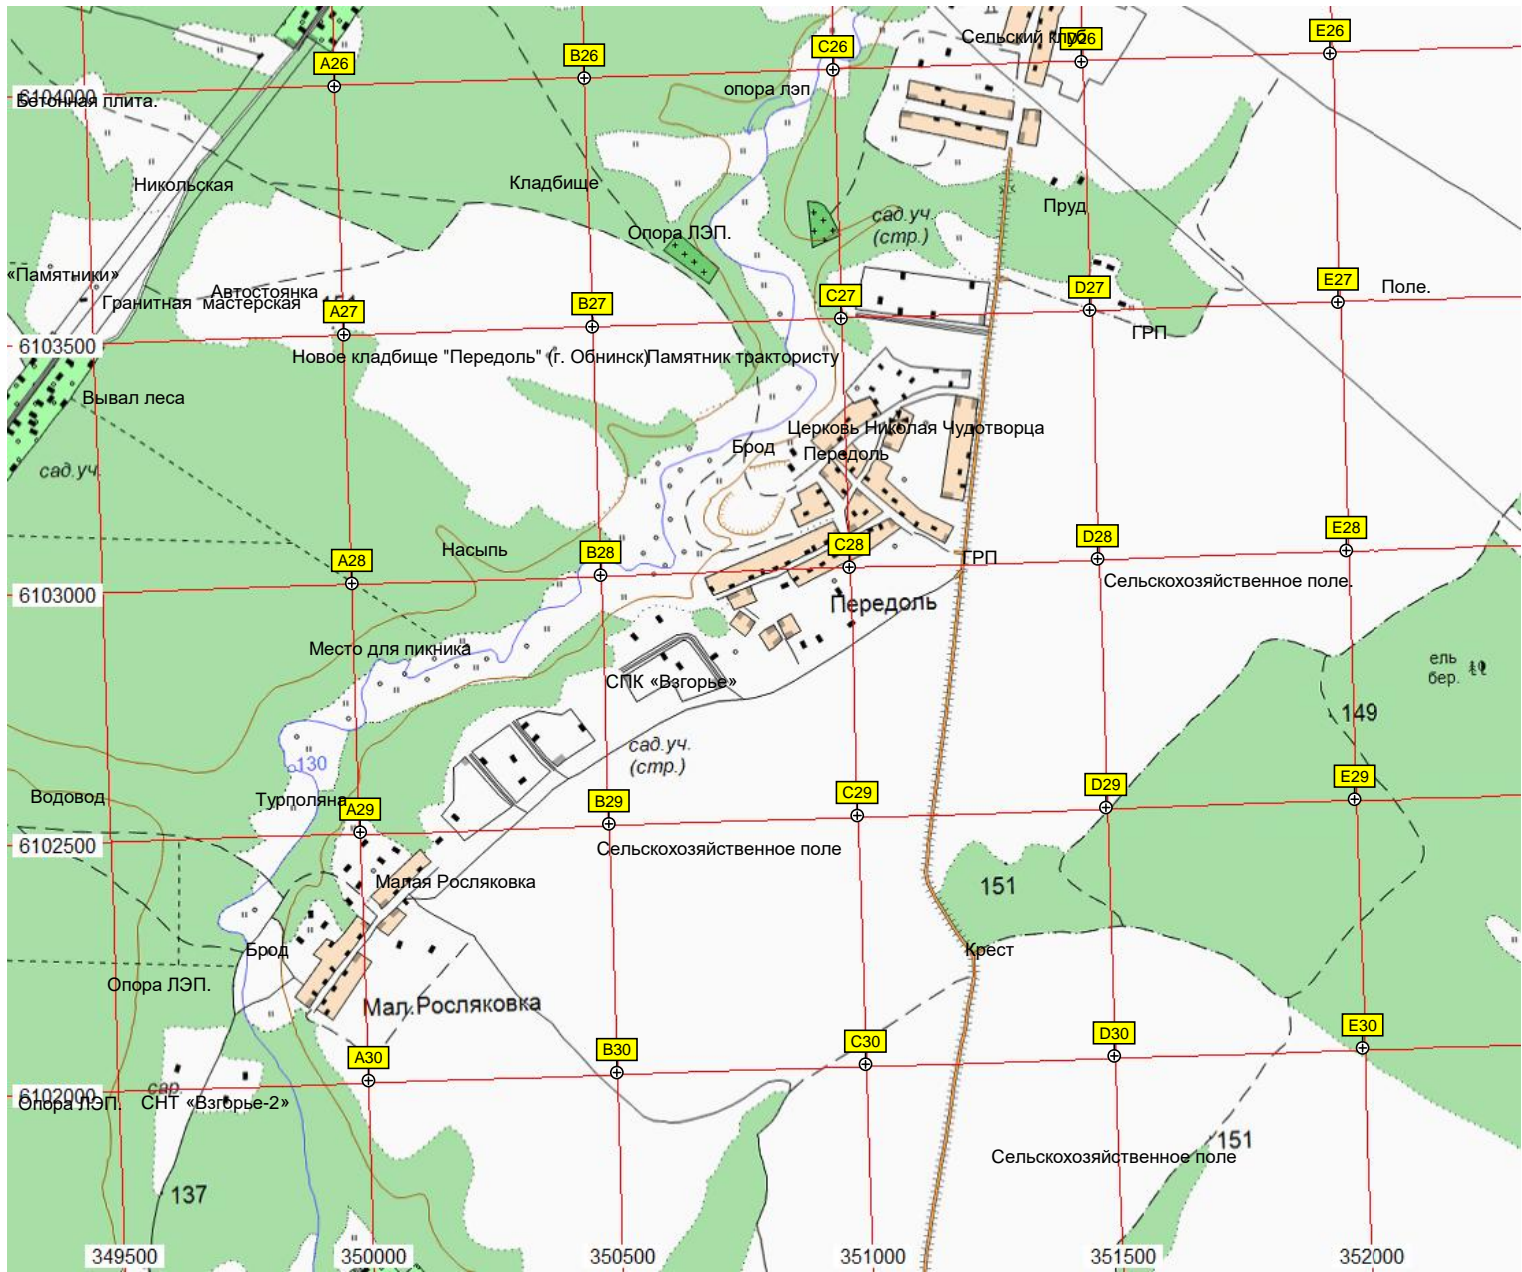 Сельский клуб
A26
B26
C26
D26
E26
6104000
Бетонная плита.
опора лэп
Никольская
Кладбище
Пруд
сад.уч.
(стр.)
Опора ЛЭП.
«Памятники»
Автостоянка
Гранитная мастерская
A27
B27
C27
D27
E27
Поле.
ГРП
6103500
Новое кладбище "Передоль" (г. Обнинск)
Памятник трактористу
Вывал леса
Церковь Николая Чудотворца
Брод
Передоль
сад.уч.
Насыпь
A28
B28
C28
D28
E28
ГРП
6103000
Сельскохозяйственное поле.
Передоль
Место для пикника
ель
бер.
СПК «Взгорье»
149
сад.уч.
(стр.)
130
Водовод
Турполяна
A29
B29
C29
D29
E29
6102500
Сельскохозяйственное поле
Малая Росляковка
151
Брод
Крест
Опора ЛЭП.
Мал.Росляковка
A30
B30
C30
D30
E30
сар.
6102000
Опора ЛЭП.
СНТ «Взгорье-2»
151
Сельскохозяйственное поле
137
349500
350000
350500
351000
351500
352000